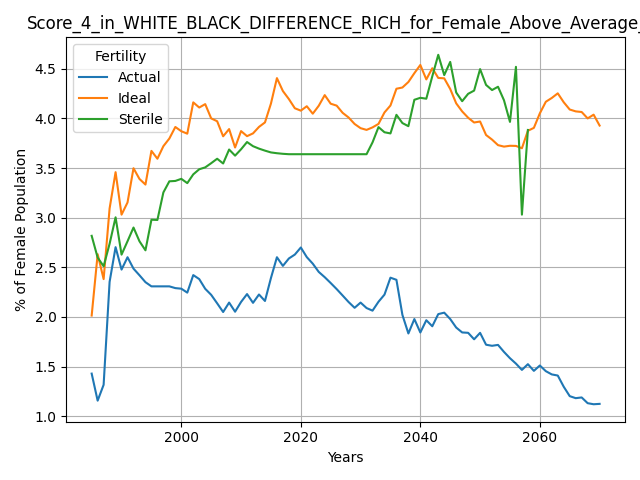 Score_4_in_WHITE_BLACK_DIFFERENCE_RICH_for_Female_Above_Average_
Fertility
Actual
Ideal
Sterile
% of Female Population
4.5
4.0
3.5
3.0
2.5
2.0
1.5
1.0
2000
2020
2040
2060
Years